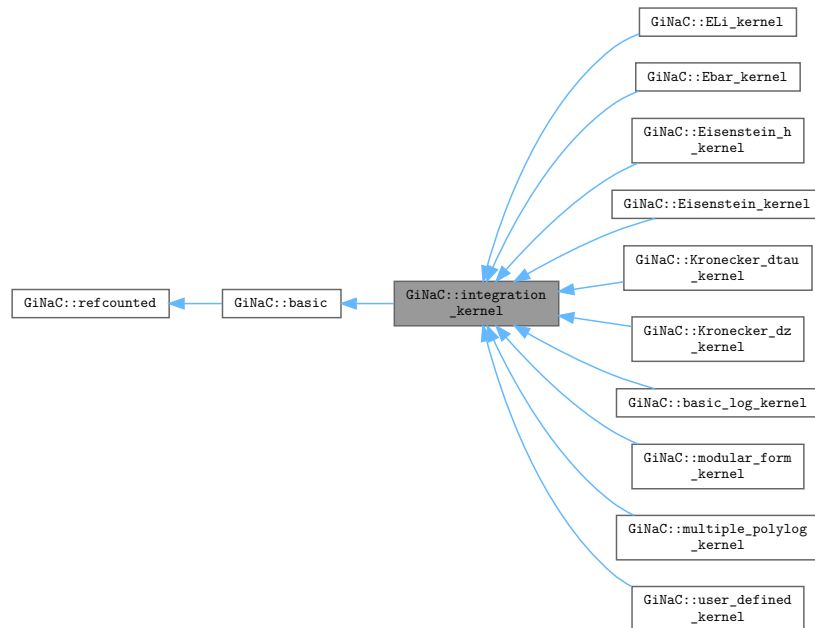 GiNaC::ELi_kernel
GiNaC::Ebar_kernel
GiNaC::Eisenstein_h
_kernel
GiNaC::Eisenstein_kernel
GiNaC::Kronecker_dtau
_kernel
GiNaC::refcounted
GiNaC::basic
GiNaC::integration
_kernel
GiNaC::Kronecker_dz
_kernel
GiNaC::basic_log_kernel
GiNaC::modular_form
_kernel
GiNaC::multiple_polylog
_kernel
GiNaC::user_defined
_kernel